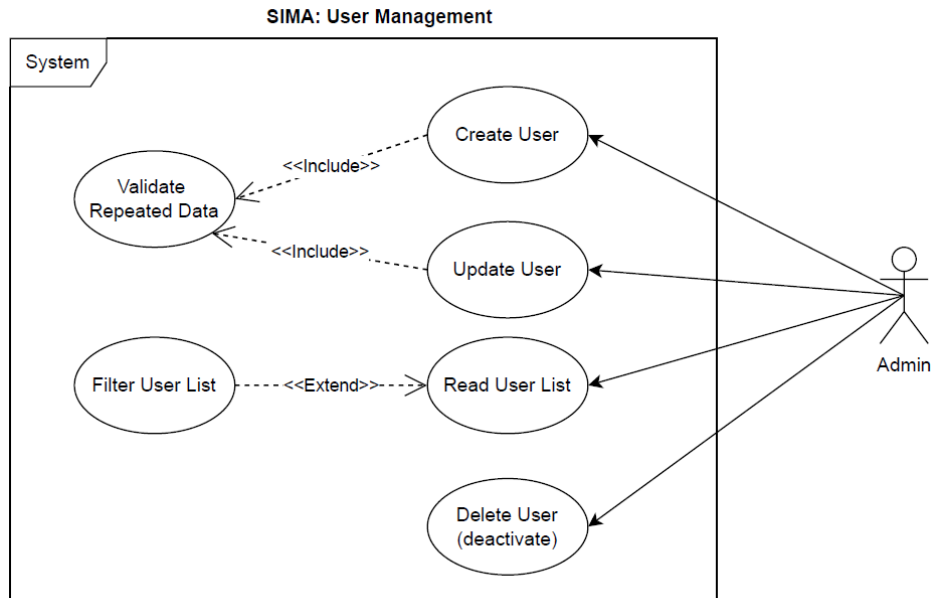 SIMA: User Management
System
Create User
<<Include>>
Validate
Repeated Data
<<Include>>
Update User
Filter User List
<<Extend>>
Read User List
Admin
Delete User
(deactivate)